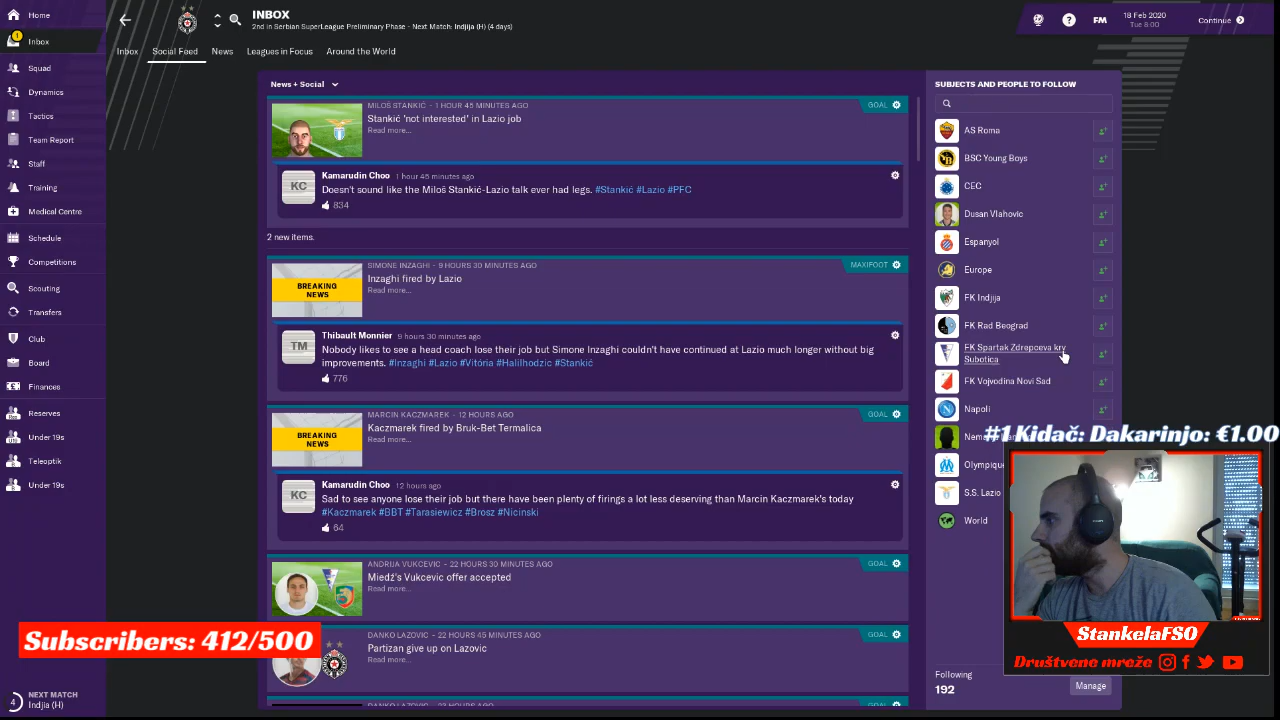 Home
Inbox
Squad
Dynamics
Tactics
Team Report
Staff
Training
Medical Centre
Schedule
Competitions
Scouting
Transfers
Club
Board
Finances
Reserves
Under 19s
Teleoptik
Under 19s
4
NEXT MATCH
Indjia (H)
INBOX
2nd in Serbian SuperLeague Preliminary Phase - Next Match: Indjija (H) (4 days)
FM
18 Feb 2020
Tue 8:00
Continue
Inbox
Social Feed
News
Leagues in Focus
Around the World
News + Social
MILOŠ STANKIĆ - 1 HOUR 45 MINUTES AGO
GOAL
Stankić 'not interested' in Lazio job
Read more...
KC
Kamarudin Choo 1 hour 45 minutes ago
Doesn't sound like the Miloš Stankić-Lazio talk ever had legs. #Stankić #Lazio #PFC
834
2 new items.
SIMONE INZAGHI - 9 HOURS 30 MINUTES AGO
MAXIFOOT
BREAKING
NEWS
Inzaghi fired by Lazio
Read more...
TM
Thibault Monnier 9 hours 30 minutes ago
Nobody likes to see a head coach lose their job but Simone Inzaghi couldn't have continued at Lazio much longer without big
improvements. #Inzaghi #Lazio #Vitória #Halilhodzic #Stankić
776
MARCIN KACZMAREK - 12 HOURS AGO
GOAL
BREAKING
NEWS
Kaczmarek fired by Bruk-Bet Termalica
Read more...
KC
Kamarudin Choo 12 hours ago
Sad to see anyone lose their job but there have been plenty of firings a lot less deserving than Marcin Kaczmarek's today
#Kaczmarek #BBT #Tarasiewicz #Brosz #Nicinski
64
ANDRIJA VUKCEVIC - 22 HOURS 30 MINUTES AGO
GOAL
Miedź's Vukcevic offer accepted
Read more...
DANKO LAZOVIC - 22 HOURS 45 MINUTES AGO
GOAL
Partizan give up on Lazovic
Read more...
SUBJECTS AND PEOPLE TO FOLLOW
AS Roma
BSC Young Boys
CEC
Dusan Vlahovic
Espanyol
Europe
FK Indjija
FK Rad Beograd
FK Spartak Zdrepceva krv
Subotica
FK Vojvodina Novi Sad
Napoli
Olympique
S.S. Lazio
World
Following
192
Manage
#1 Kidač: Dakarinjo: €1.00
StankelaFSO
Društvene mreže
Subscribers: 412/500